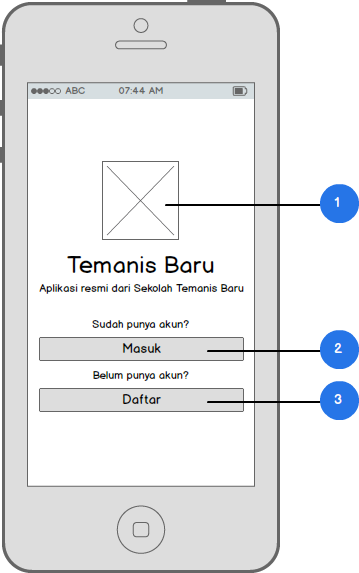 ABC 07:44 AM
1
Temanis Baru
Aplikasi resmi dari Sekolah Temanis Baru
Sudah punya akun?
Masuk
2
Belum punya akun?
Daftar
3